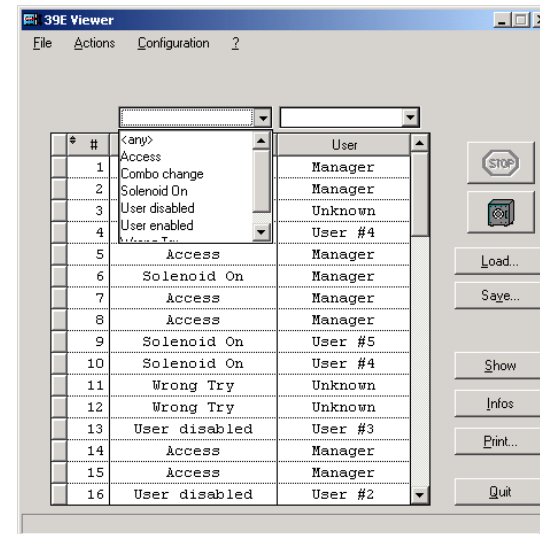 39E Viewer
File Actions Configuration ?
# User
<any>
Access
Combo change
Solenoid On
User disabled
User enabled
Wrong Try
1 Manager
2 Manager
3 Unknown
4 User #4
5 Access Manager
6 Solenoid On Manager
7 Access Manager
8 Access Manager
9 Solenoid On User #5
10 Solenoid On User #4
11 Wrong Try Unknown
12 Wrong Try Unknown
13 User disabled User #3
14 Access Manager
15 Access Manager
16 User disabled User #2
STOP
Load...
Save...
Show
Infos
Print...
Quit